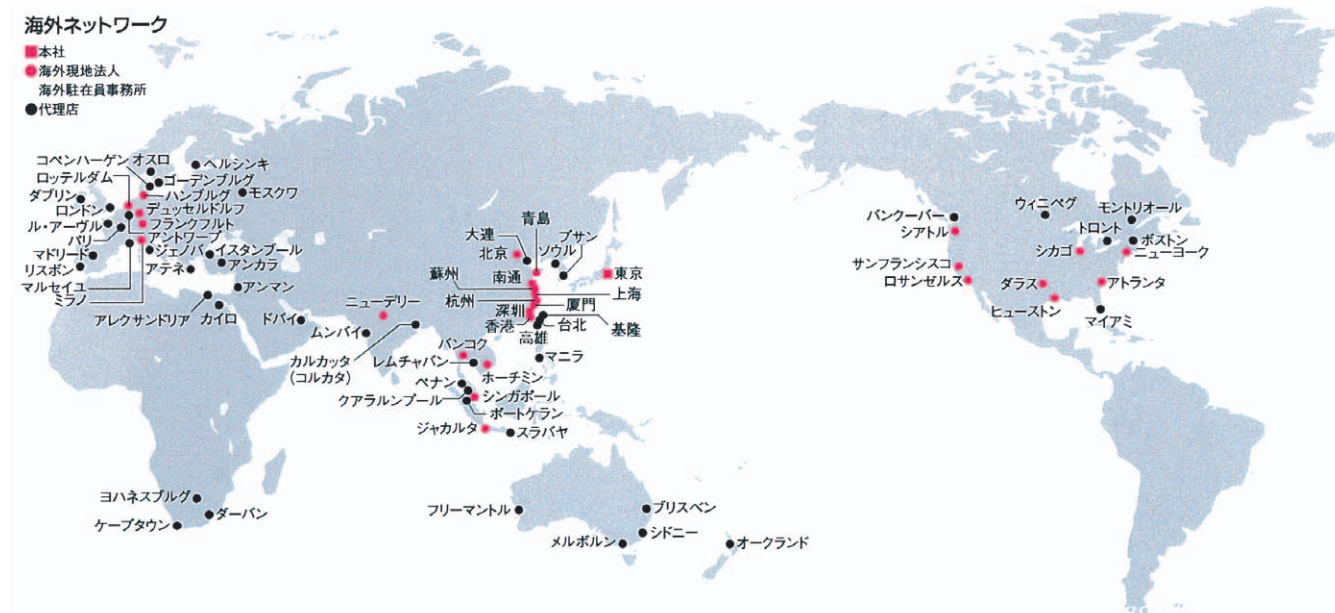 海外ネットワーク
本社
海外現地法人
海外駐在員事務所
代理店
コペンハーゲン オスロ
ヘルシンキ
ロッテルダム
ゴーデンブルグ
ダブリン
ハンブルグ
モスクワ
ロンドン
デュッセルドルフ
ル・アーヴル
フランクフルト
パリ
アントワープ
マドリード
ジェノバ
イスタンブール
リスボン
アテネ
アンカラ
マルセイユ
ミラノ
アンマン
アレクサンドリア
カイロ
ドバイ
ニューデリー
ムンバイ
カルカッタ
(コルカタ)
青島
大連
プサン
北京
ソウル
東京
蘇州
南通
上海
杭州
厦門
深圳
香港
台北
基隆
高雄
バンコク
レムチャバン
マニラ
ホーチミン
ペナン
クアラルンプール
シンガポール
ポートケラン
ジャカルタ
スラバヤ
ヨハネスブルグ
ダーバン
ケープタウン
フリーマントル
ブリスベン
シドニー
メルボルン
オークランド
バンクーバー
ウィニペグ
モントリオール
シアトル
トロント
ボストン
シカゴ
ニューヨーク
サンフランシスコ
ロサンゼルス
ダラス
アトランタ
ヒューストン
マイアミ